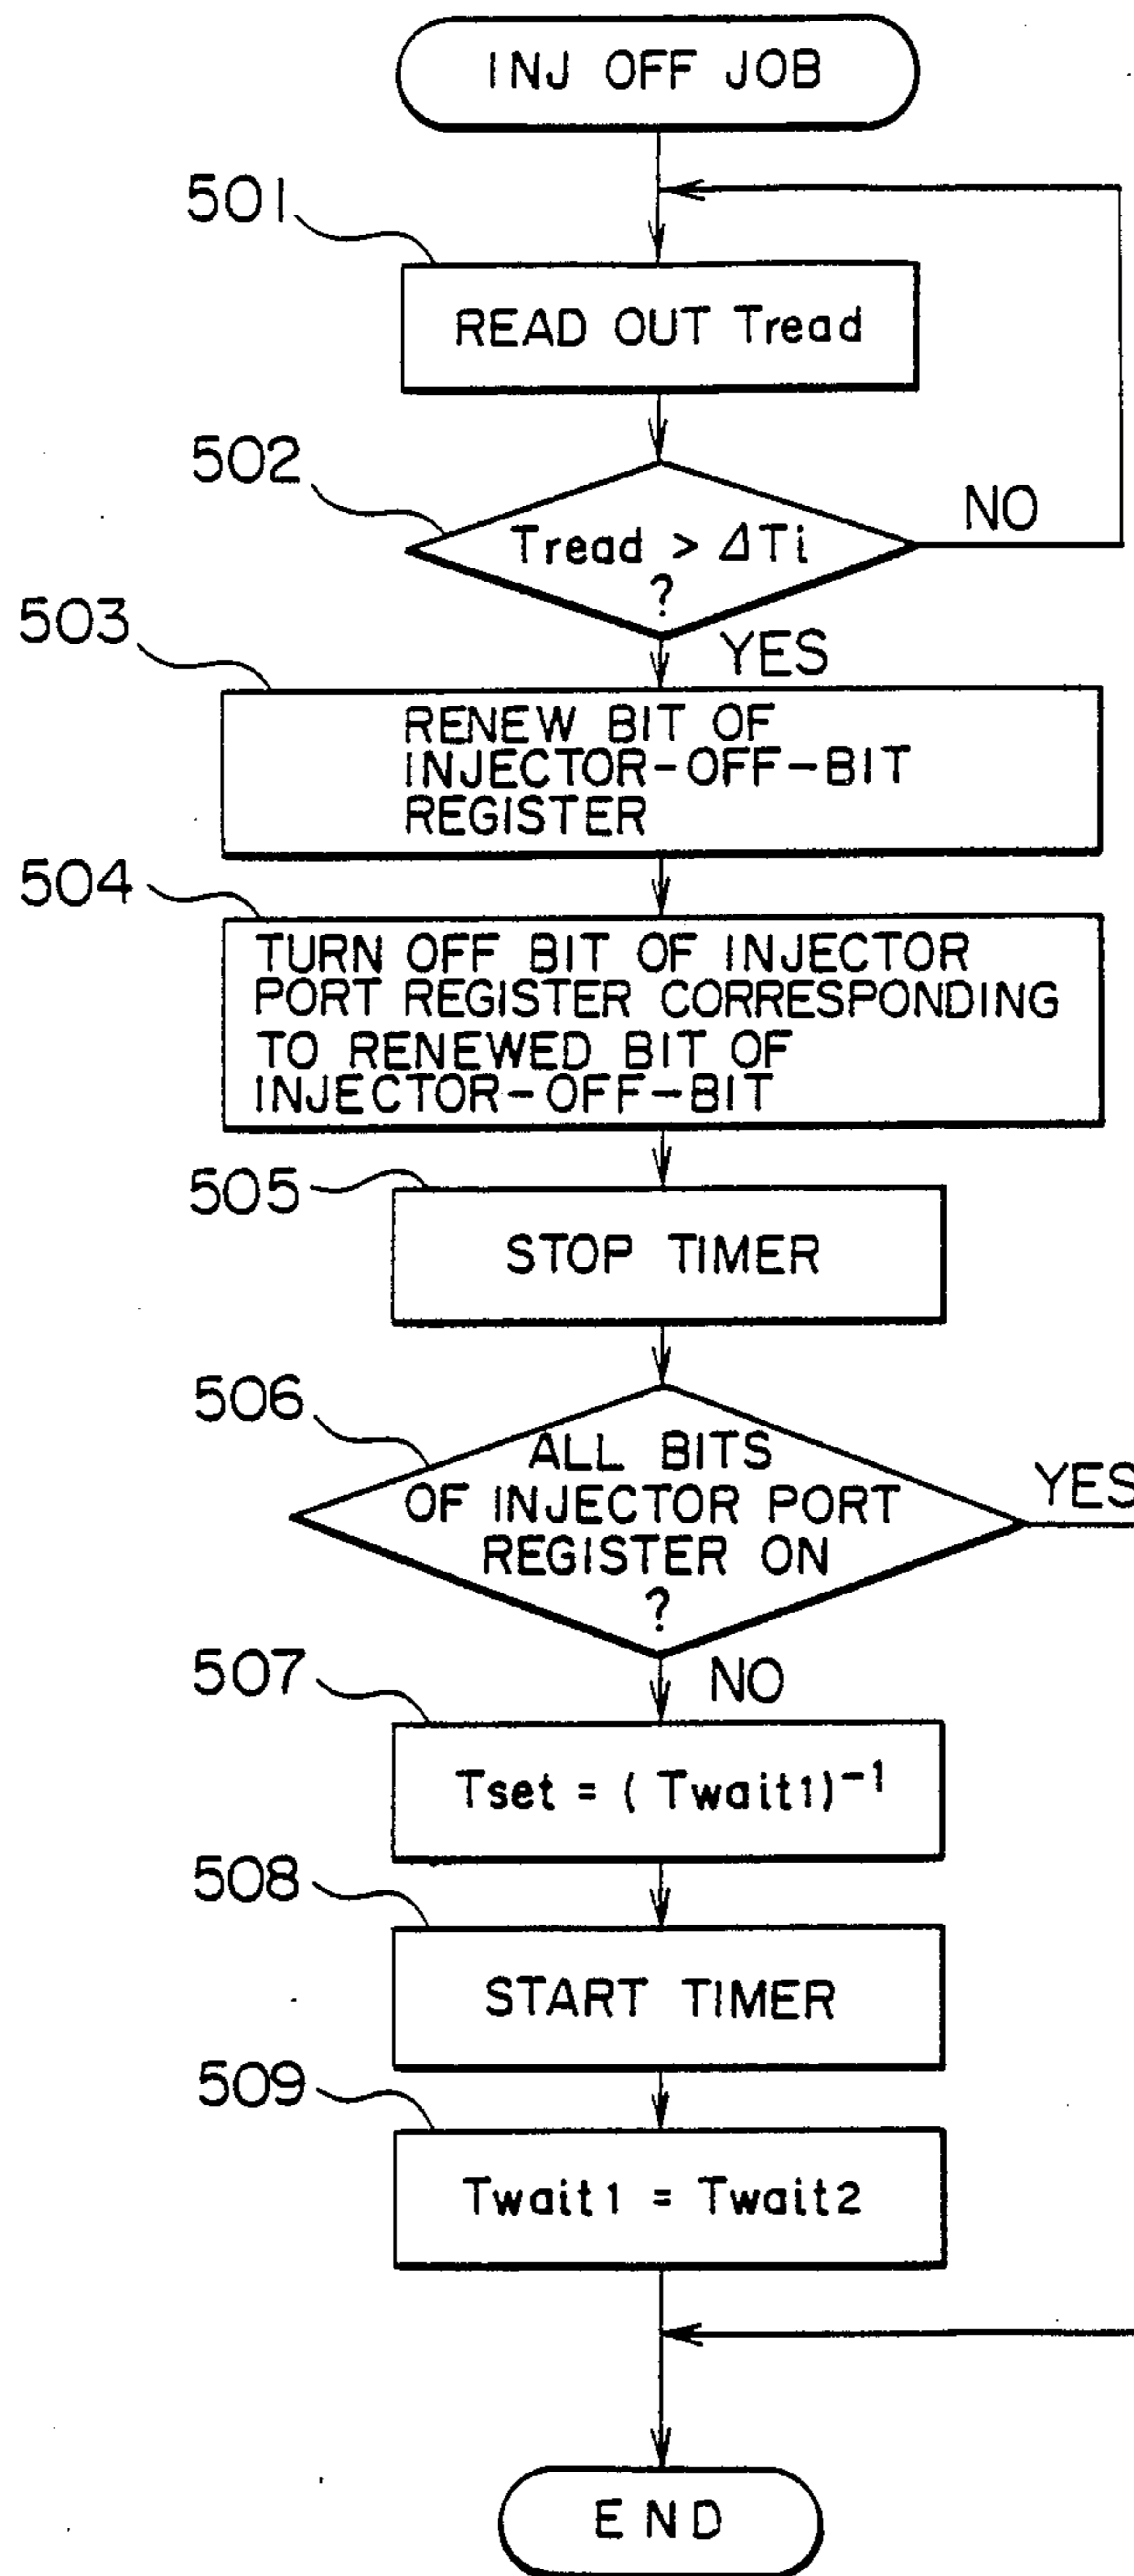 INJ OFF JOB
501
READ OUT Tread
502
Tread > ΔTi
?
NO
YES
503
RENEW BIT OF
INJECTOR-OFF-BIT
REGISTER
504
TURN OFF BIT OF INJECTOR
PORT REGISTER CORRESPONDING
TO RENEWED BIT OF
INJECTOR-OFF-BIT
505
STOP TIMER
506
ALL BITS
OF INJECTOR PORT
REGISTER ON
?
YES
NO
507
Tset = ( Twait1)⁻¹
508
START TIMER
509
Twait1 = Twait2
END